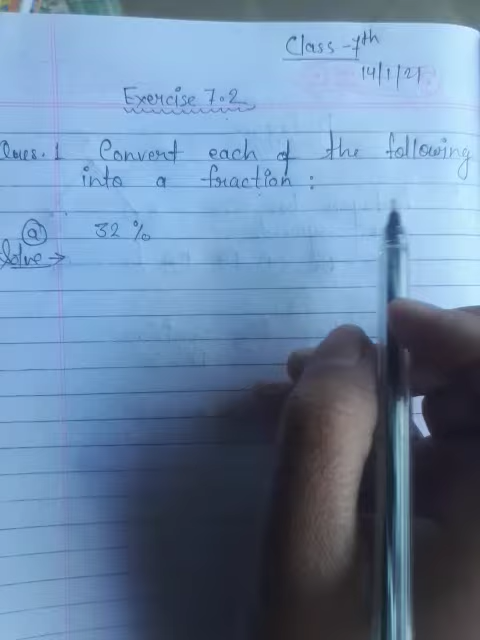 Class - 7th
14/1/21
Exercise 7.2
Ques. 1 Convert each of the following
into a fraction :
(a) 32 %
Solve →